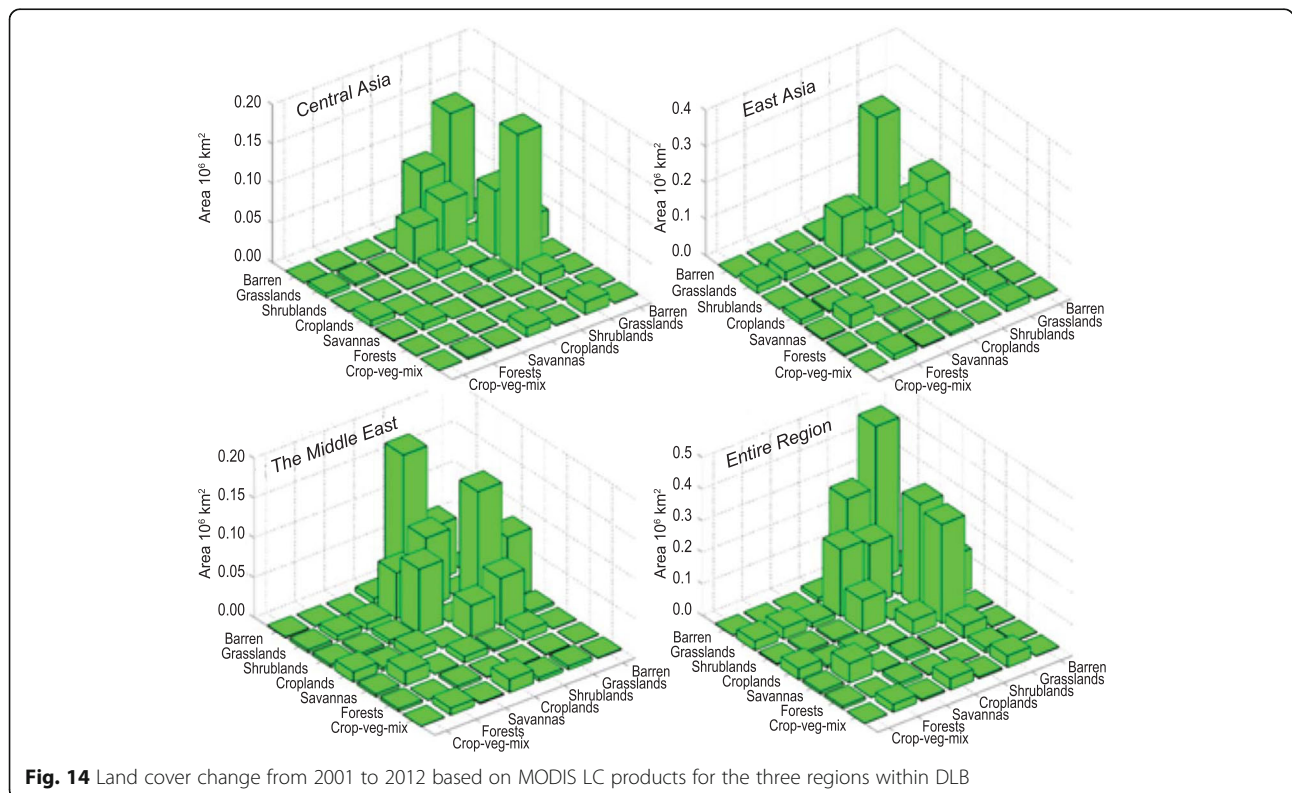 Central Asia
Area 10⁶ km²
0.20
0.15
0.10
0.05
0.00
Barren
Grasslands
Shrublands
Croplands
Savannas
Forests
Crop-veg-mix
Barren
Grasslands
Shrublands
Croplands
Savannas
Forests
Crop-veg-mix
East Asia
Area 10⁶ km²
0.4
0.3
0.2
0.1
0.0
Barren
Grasslands
Shrublands
Croplands
Savannas
Forests
Crop-veg-mix
Barren
Grasslands
Shrublands
Croplands
Savannas
Forests
Crop-veg-mix
The Middle East
Area 10⁶ km²
0.20
0.15
0.10
0.05
0.00
Barren
Grasslands
Shrublands
Croplands
Savannas
Forests
Crop-veg-mix
Barren
Grasslands
Shrublands
Croplands
Savannas
Forests
Crop-veg-mix
Entire Region
Area 10⁶ km²
0.5
0.4
0.3
0.2
0.1
0.0
Barren
Grasslands
Shrublands
Croplands
Savannas
Forests
Crop-veg-mix
Barren
Grasslands
Shrublands
Croplands
Savannas
Forests
Crop-veg-mix
Fig. 14 Land cover change from 2001 to 2012 based on MODIS LC products for the three regions within DLB